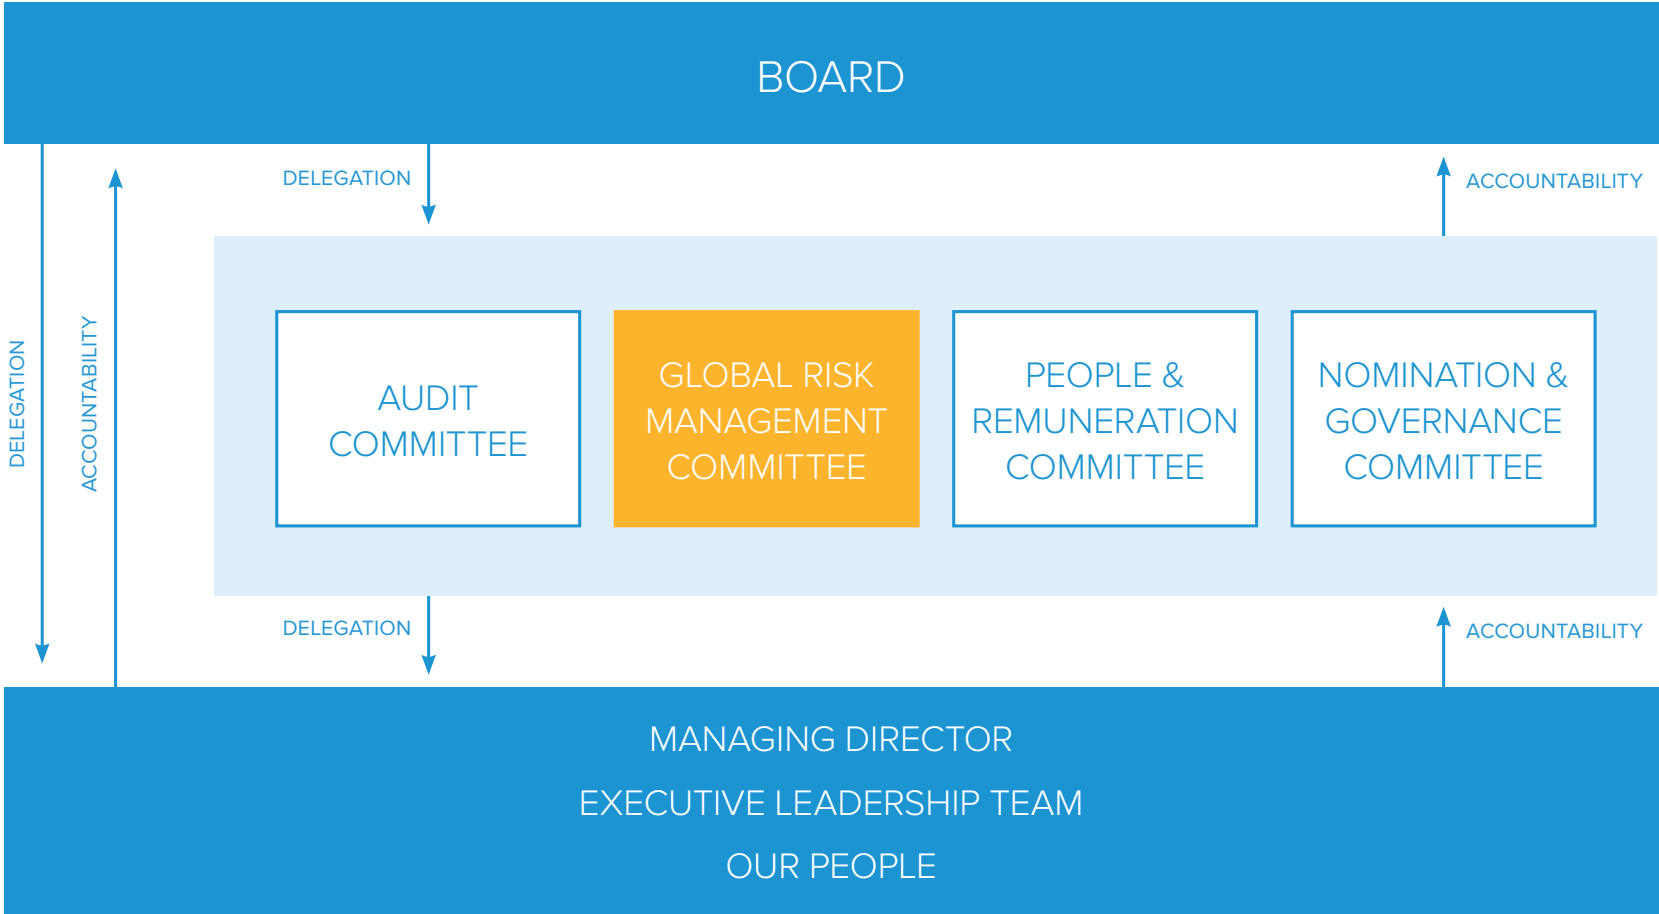 BOARD
DELEGATION
ACCOUNTABILITY
DELEGATION
ACCOUNTABILITY
AUDIT
COMMITTEE
GLOBAL RISK
MANAGEMENT
COMMITTEE
PEOPLE &
REMUNERATION
COMMITTEE
NOMINATION &
GOVERNANCE
COMMITTEE
DELEGATION
ACCOUNTABILITY
MANAGING DIRECTOR
EXECUTIVE LEADERSHIP TEAM
OUR PEOPLE